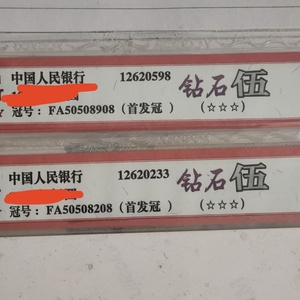 中国人民银行 12620598 钻石 伍
冠号：FA50508908（首发冠） （☆☆☆）
中国人民银行 12620233 钻石 伍
冠号：FA50508208（首发冠） （☆☆☆）